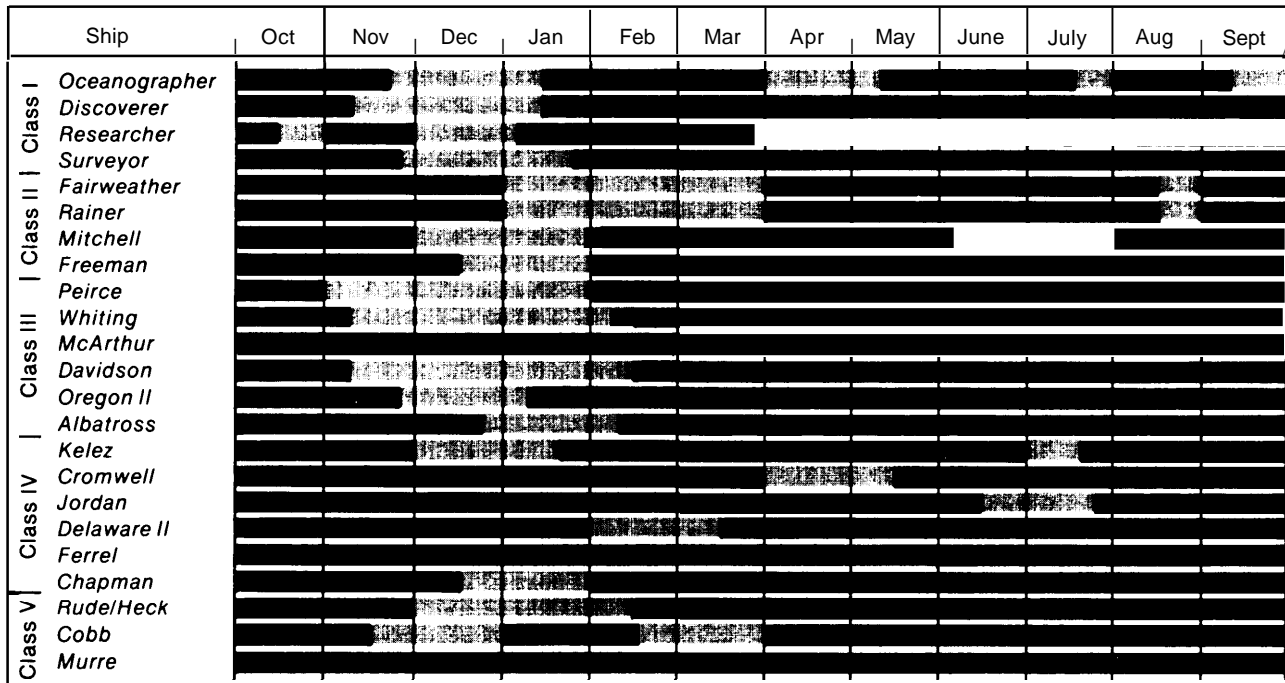 Ship Oct Nov Dec Jan Feb Mar Apr May June July Aug Sept
Class I
Oceanographer
Discoverer
Researcher
Surveyor
Class II
Fairweather
Rainer
Mitchell
Freeman
Class III
Peirce
Whiting
McArthur
Davidson
Oregon II
Albatross
Class IV
Kelez
Cromwell
Jordan
Delaware II
Ferrel
Chapman
Class V
Rude/Heck
Cobb
Murre